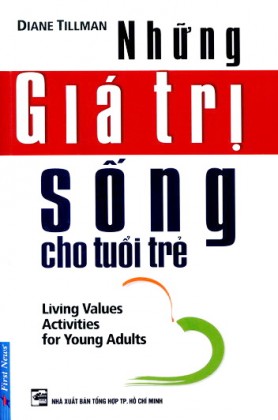 DIANE TILLMAN
Những
Giá trị
sống
cho tuổi trẻ
Living Values
Activities
for Young Adults
First News
NHÀ XUẤT BẢN TỔNG HỢP TP. HỒ CHÍ MINH